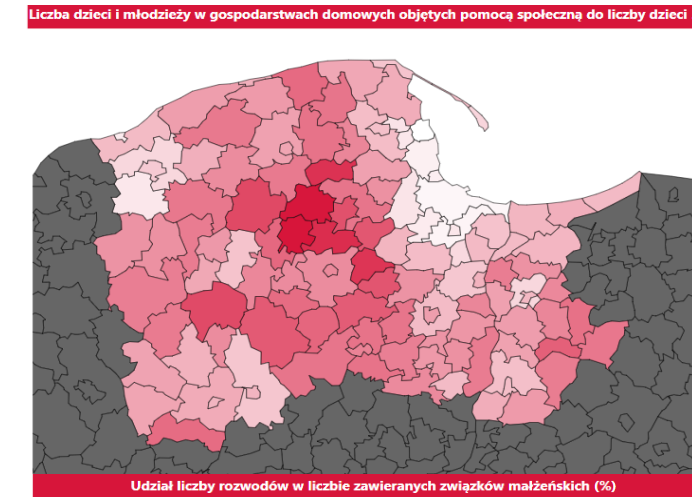 Liczba dzieci i młodzieży w gospodarstwach domowych objętych pomocą społeczną do liczby dzieci
Udział liczby rozwodów w liczbie zawieranych związków małżeńskich (%)